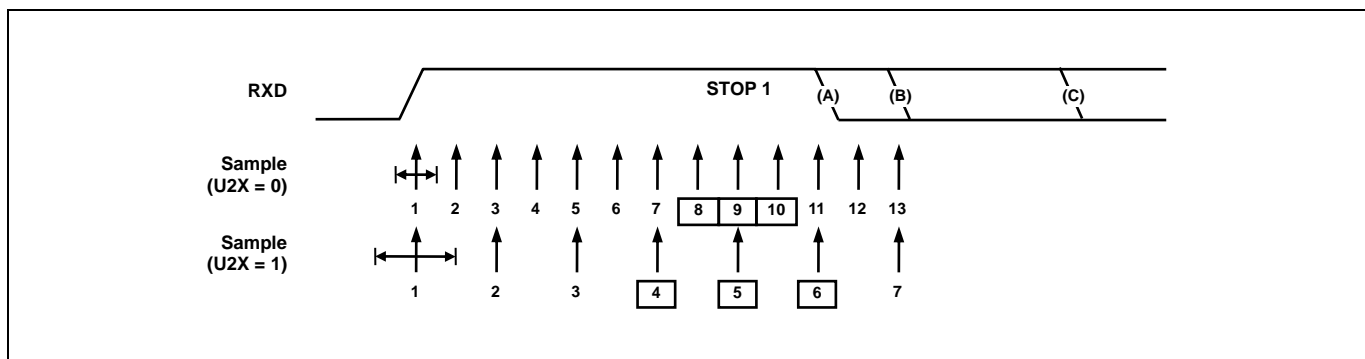 RXD STOP 1 (A) (B) (C)
Sample
(U2X = 0)
1 2 3 4 5 6 7 8 9 10 11 12 13
Sample
(U2X = 1)
1 2 3 4 5 6 7